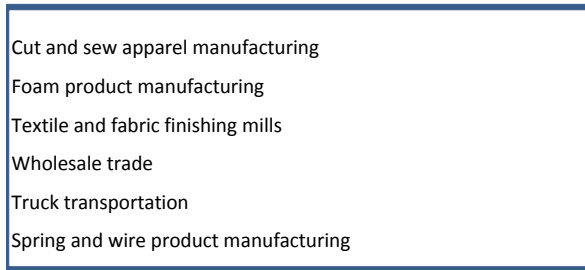 Cut and sew apparel manufacturing
Foam product manufacturing
Textile and fabric finishing mills
Wholesale trade
Truck transportation
Spring and wire product manufacturing